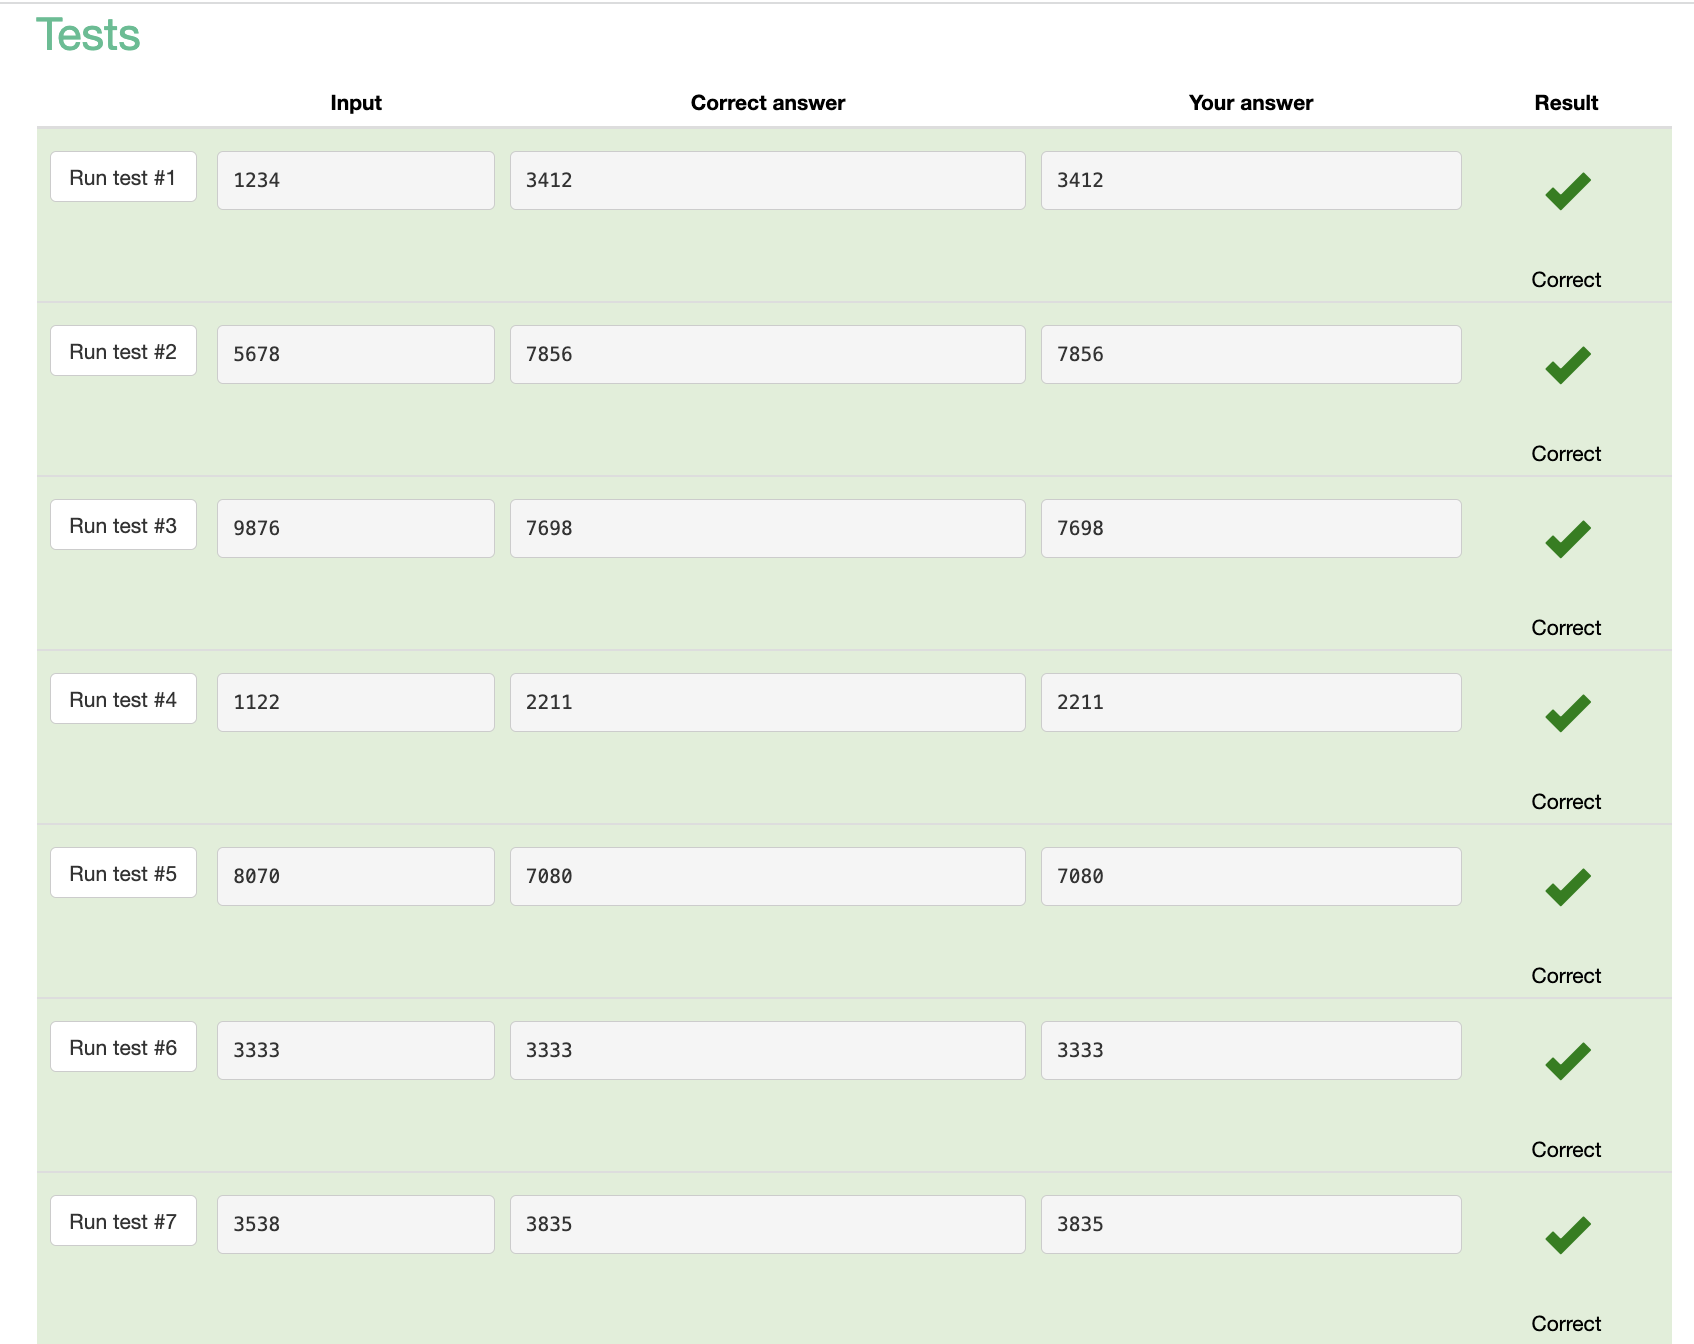 Tests
Input Correct answer Your answer Result
Run test #1 1234 3412 3412
Correct
Run test #2 5678 7856 7856
Correct
Run test #3 9876 7698 7698
Correct
Run test #4 1122 2211 2211
Correct
Run test #5 8070 7080 7080
Correct
Run test #6 3333 3333 3333
Correct
Run test #7 3538 3835 3835
Correct